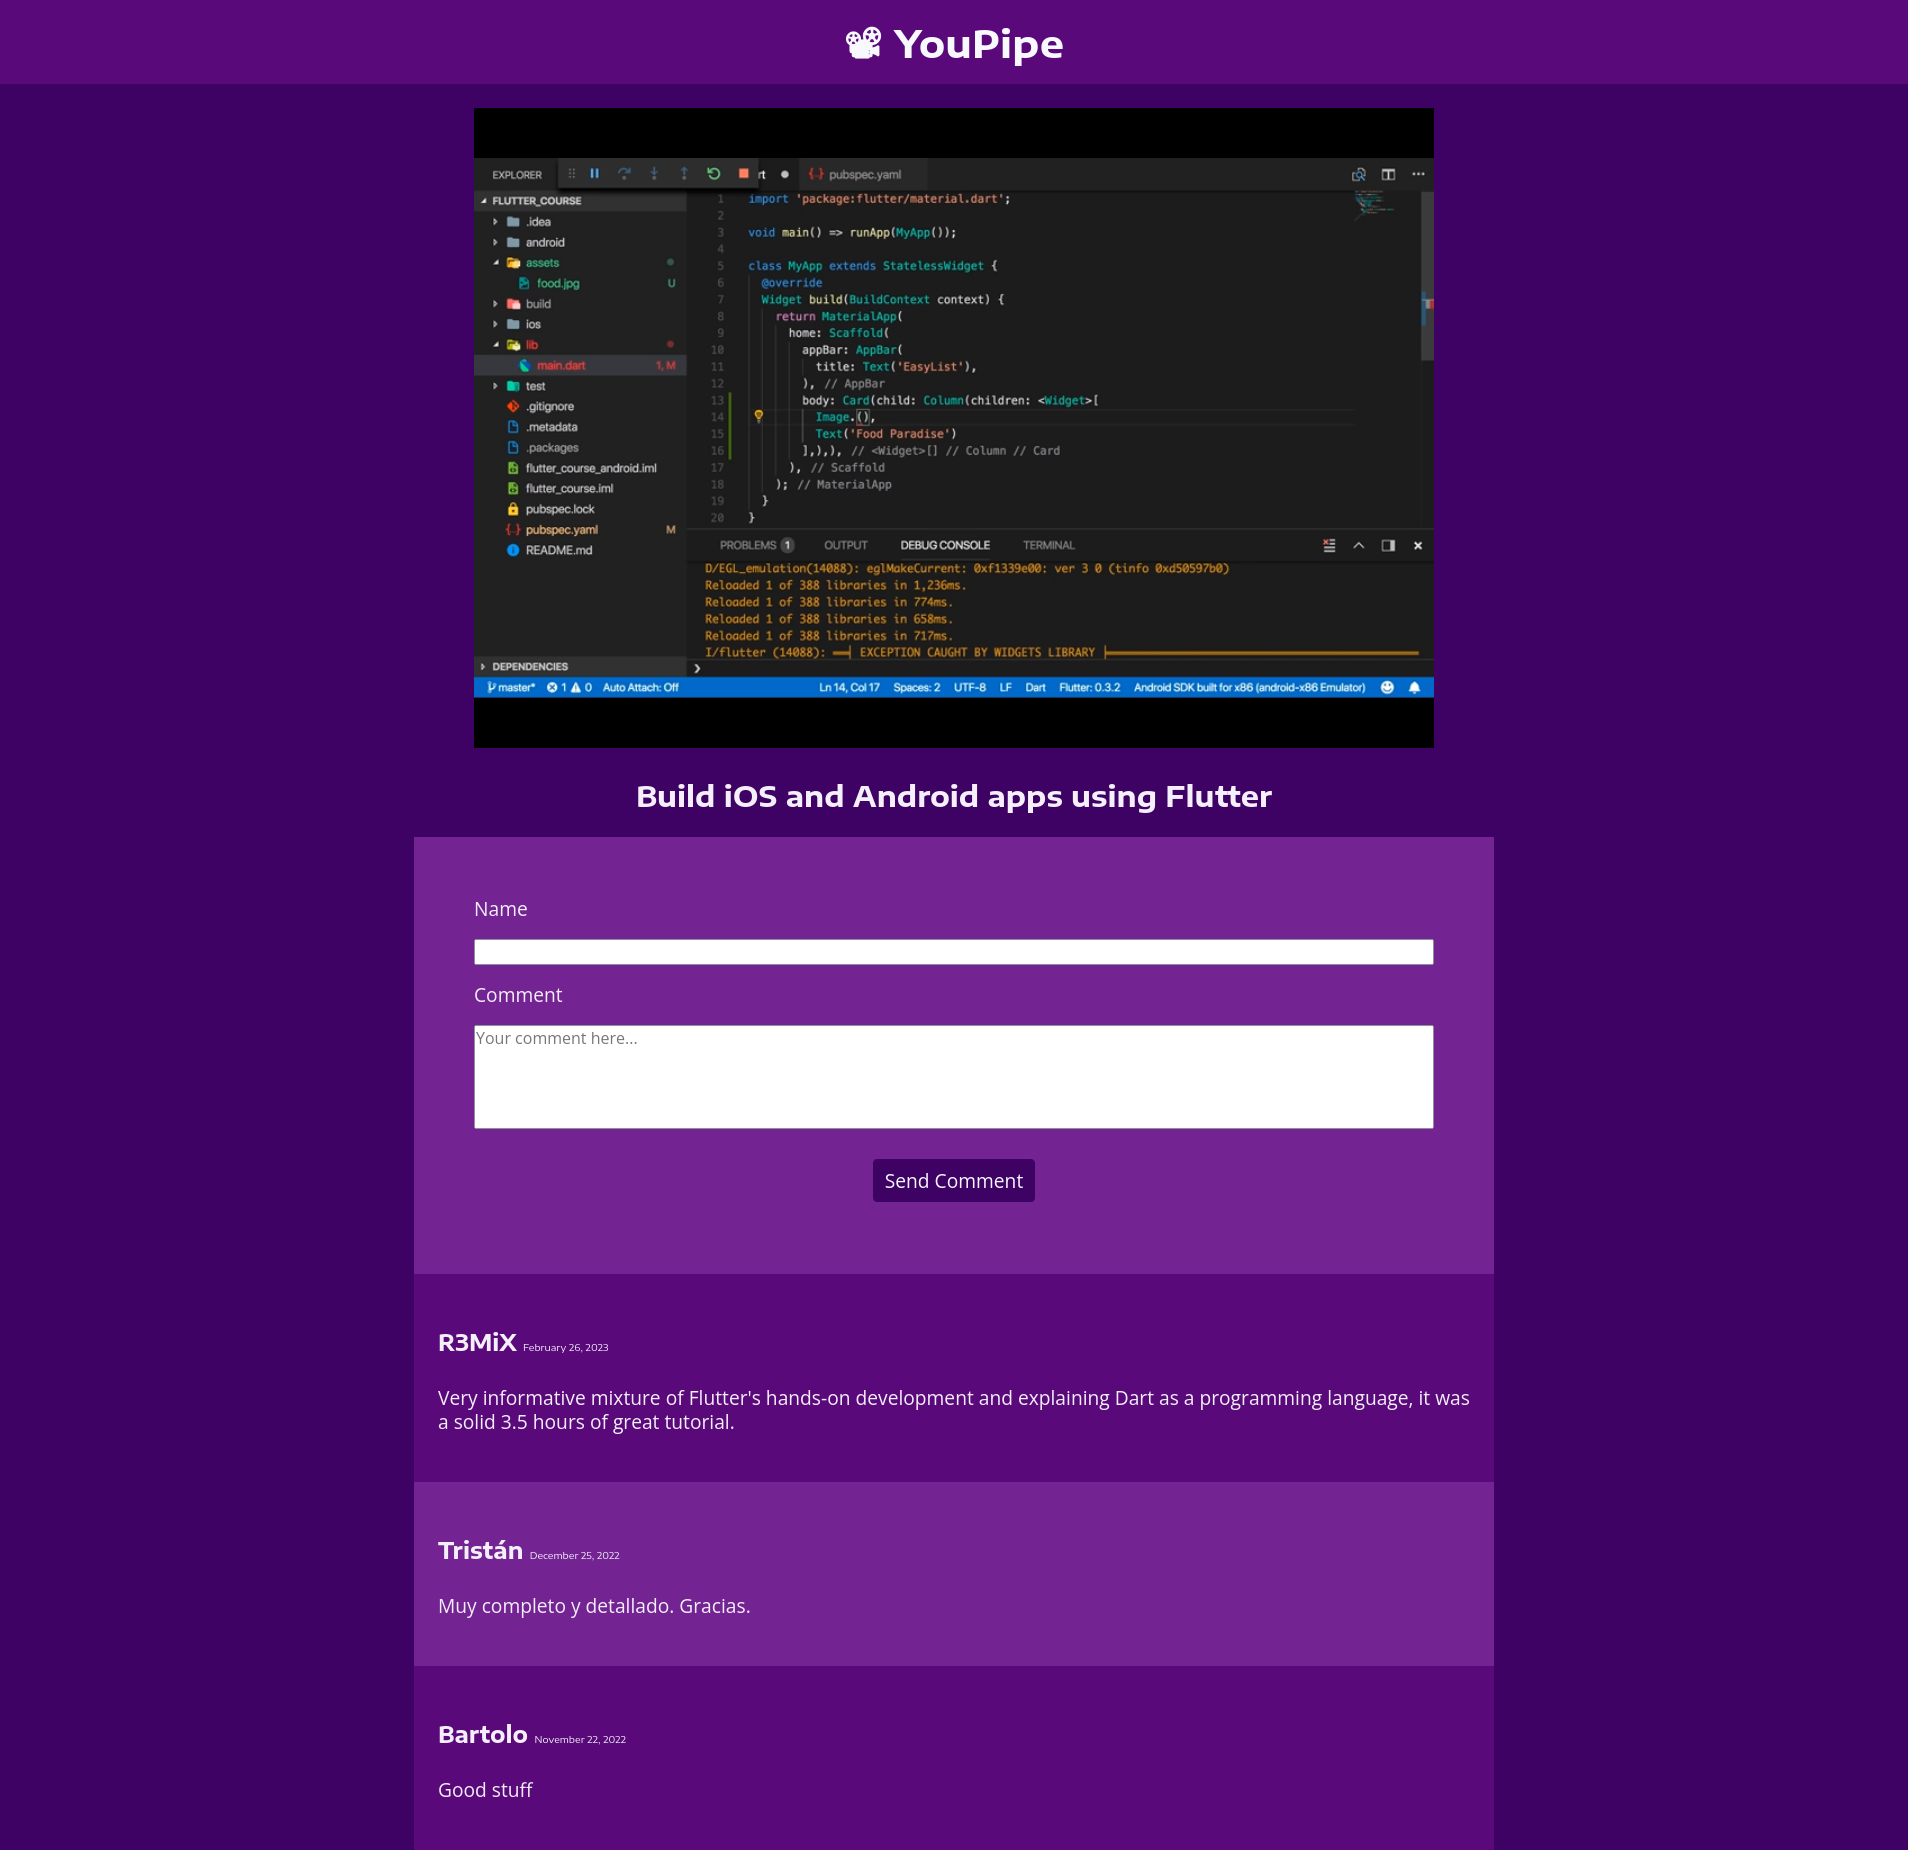 YouPipe
EXPLORER
rt
pubspec.yaml
FLUTTER_COURSE
.idea
android
assets
food.jpg U
build
ios
lib
main.dart 1, M
test
.gitignore
.metadata
.packages
flutter_course_android.iml
flutter_course.iml
pubspec.lock
pubspec.yaml M
README.md
DEPENDENCIES
1 import 'package:flutter/material.dart';
2
3 void main() => runApp(MyApp());
4
5 class MyApp extends StatelessWidget {
6 @override
7 Widget build(BuildContext context) {
8 return MaterialApp(
9 home: Scaffold(
10 appBar: AppBar(
11 title: Text('EasyList'),
12 ), // AppBar
13 body: Card(child: Column(children: <Widget>[
14 Image.(),
15 Text('Food Paradise')
16 ],),), // <Widget>[] // Column // Card
17 ), // Scaffold
18 ); // MaterialApp
19 }
20 }
PROBLEMS 1 OUTPUT DEBUG CONSOLE TERMINAL
D/EGL_emulation(14088): eglMakeCurrent: 0xf1339e00: ver 3 0 (tinfo 0xd50597b0)
Reloaded 1 of 388 libraries in 1,236ms.
Reloaded 1 of 388 libraries in 774ms.
Reloaded 1 of 388 libraries in 658ms.
Reloaded 1 of 388 libraries in 717ms.
I/flutter (14088): ══╡ EXCEPTION CAUGHT BY WIDGETS LIBRARY ╞══
master* 1 0 Auto Attach: Off Ln 14, Col 17 Spaces: 2 UTF-8 LF Dart Flutter: 0.3.2 Android SDK built for x86 (android-x86 Emulator)
Build iOS and Android apps using Flutter
Name
Comment
Your comment here...
Send Comment
R3MiX February 26, 2023
Very informative mixture of Flutter's hands-on development and explaining Dart as a programming language, it was
a solid 3.5 hours of great tutorial.
Tristán December 25, 2022
Muy completo y detallado. Gracias.
Bartolo November 22, 2022
Good stuff